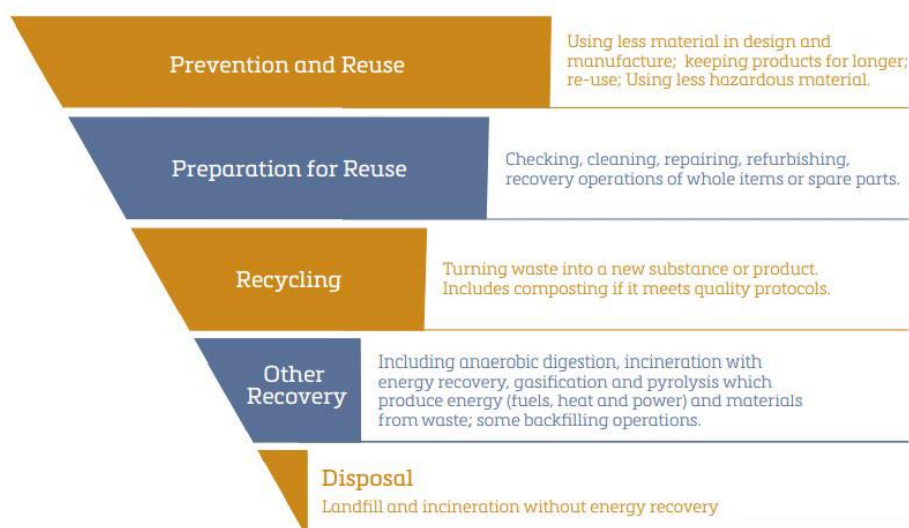 Prevention and Reuse
Using less material in design and
manufacture; keeping products for longer;
re-use; Using less hazardous material.
Preparation for Reuse
Checking, cleaning, repairing, refurbishing,
recovery operations of whole items or spare parts.
Recycling
Turning waste into a new substance or product.
Includes composting if it meets quality protocols.
Other
Recovery
Including anaerobic digestion, incineration with
energy recovery, gasification and pyrolysis which
produce energy (fuels, heat and power) and materials
from waste; some backfilling operations.
Disposal
Landfill and incineration without energy recovery